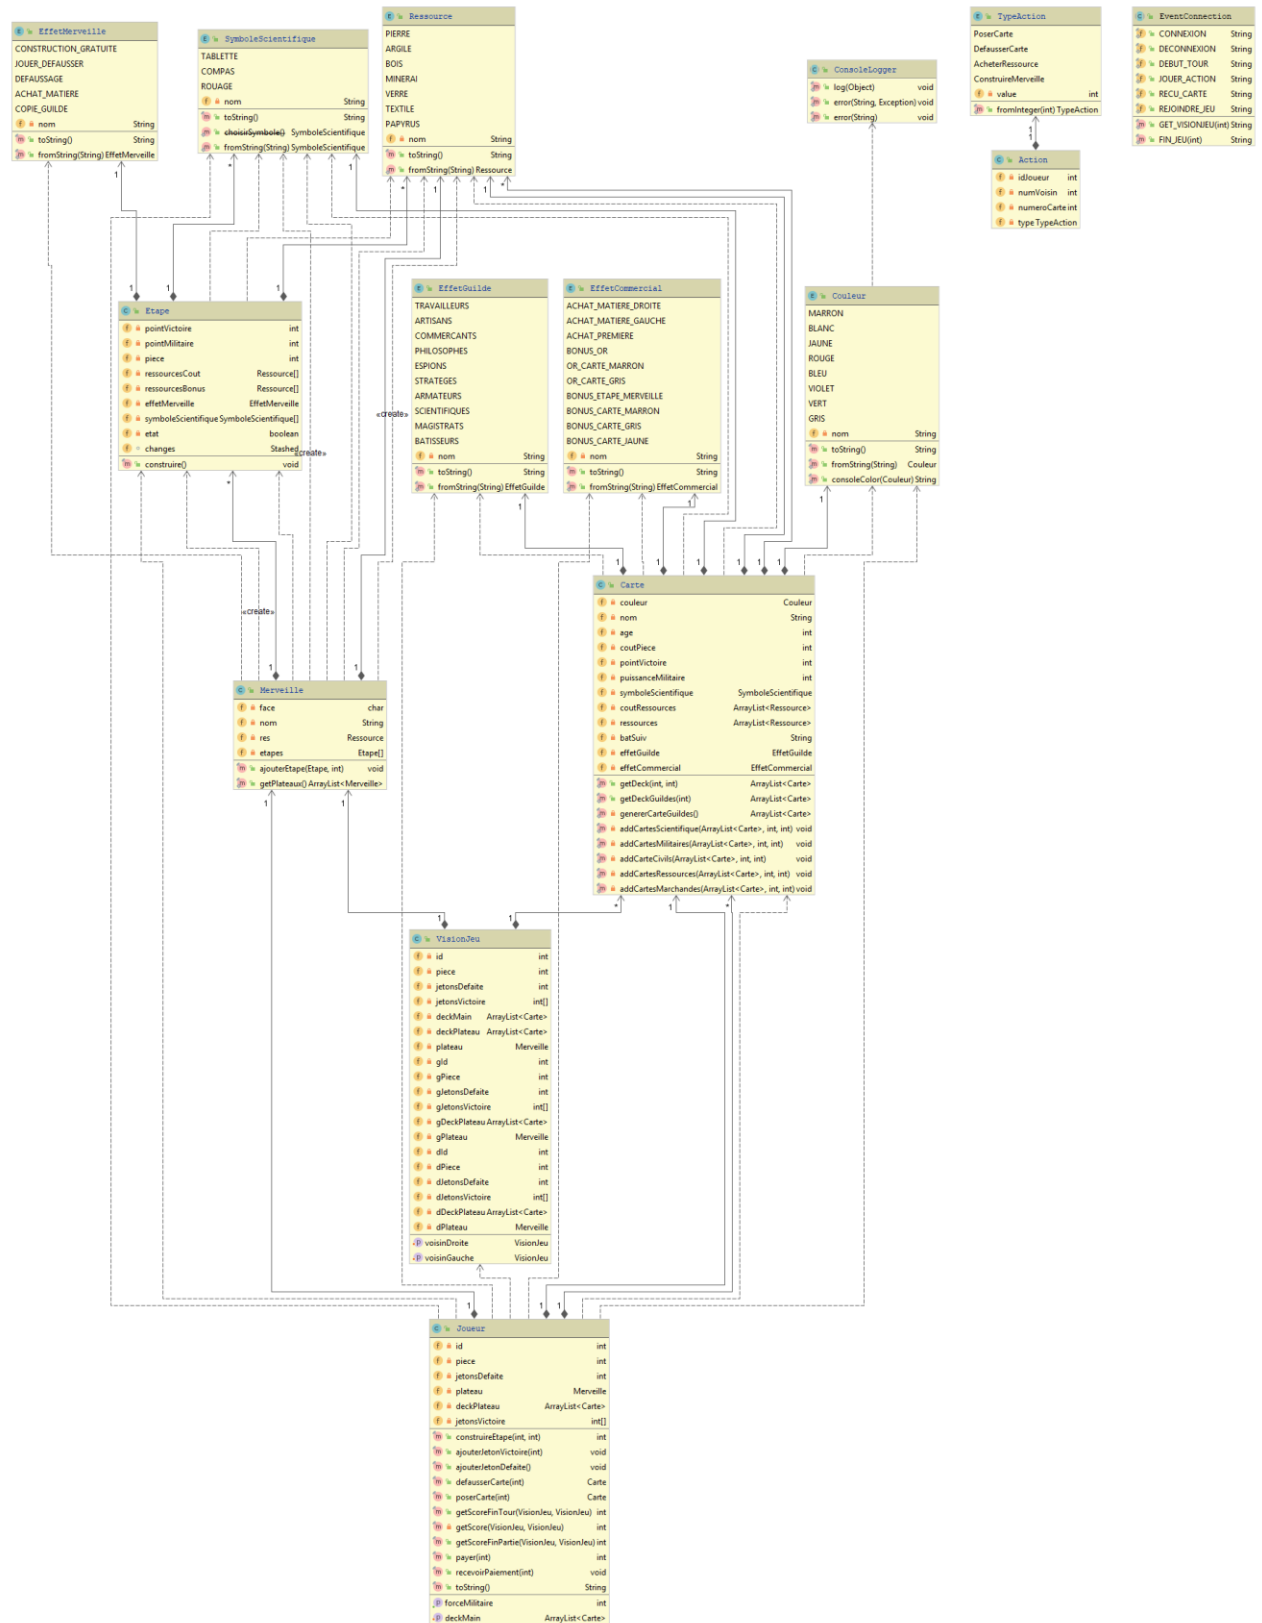 EffetMerveille
CONSTRUCTION_GRATUITE
JOUER_DEFAUSSER
DEFAUSSAGE
ACHAT_MATIERE
COPIE_GUILDE
nom String
toString() String
fromString(String) EffetMerveille
SymboleScientifique
TABLETTE
COMPAS
ROUAGE
nom String
toString() String
choisirSymbole() SymboleScientifique
fromString(String) SymboleScientifique
Ressource
PIERRE
ARGILE
BOIS
MINERAI
VERRE
TEXTILE
PAPYRUS
nom String
toString() String
fromString(String) Ressource
ConsoleLogger
log(Object) void
error(String, Exception) void
error(String) void
TypeAction
PoserCarte
DefausserCarte
AcheterRessource
ConstruireMerveille
value int
fromInteger(int) TypeAction
EventConnection
CONNEXION String
DECONNEXION String
DEBUT_TOUR String
JOUER_ACTION String
RECU_CARTE String
REJOINDRE_JEU String
GET_VISIONJEU(int) String
FIN_JEU(int) String
Action
idJoueur int
numVoisin int
numeroCarte int
type TypeAction
Etape
pointVictoire int
pointMilitaire int
piece int
ressourcesCout Ressource[]
ressourcesBonus Ressource[]
effetMerveille EffetMerveille
symboleScientifique SymboleScientifique[]
etat boolean
changes Stashed
construire() void
«create»
«create»
«create»
EffetGuilde
TRAVAILLEURS
ARTISANS
COMMERCANTS
PHILOSOPHES
ESPIONS
STRATEGES
ARMATEURS
SCIENTIFIQUES
MAGISTRATS
BATISSEURS
nom String
toString() String
fromString(String) EffetGuilde
EffetCommercial
ACHAT_MATIERE_DROITE
ACHAT_MATIERE_GAUCHE
ACHAT_PREMIERE
BONUS_OR
OR_CARTE_MARRON
OR_CARTE_GRIS
BONUS_ETAPE_MERVEILLE
BONUS_CARTE_MARRON
BONUS_CARTE_GRIS
BONUS_CARTE_JAUNE
nom String
toString() String
fromString(String) EffetCommercial
Couleur
MARRON
BLANC
JAUNE
ROUGE
BLEU
VIOLET
VERT
GRIS
nom String
toString() String
fromString(String) Couleur
consoleColor(Couleur) String
Carte
couleur Couleur
nom String
age int
coutPiece int
pointVictoire int
puissanceMilitaire int
symboleScientifique SymboleScientifique
coutRessources ArrayList<Ressource>
ressources ArrayList<Ressource>
batSuiv String
effetGuilde EffetGuilde
effetCommercial EffetCommercial
getDeck(int, int) ArrayList<Carte>
getDeckGuildes(int) ArrayList<Carte>
genererCarteGuildes() ArrayList<Carte>
addCartesScientifique(ArrayList<Carte>, int, int) void
addCartesMilitaires(ArrayList<Carte>, int, int) void
addCarteCivils(ArrayList<Carte>, int, int) void
addCartesRessources(ArrayList<Carte>, int, int) void
addCartesMarchandes(ArrayList<Carte>, int, int) void
Merveille
face char
nom String
res Ressource
etapes Etape[]
ajouterEtape(Etape, int) void
getPlateaux() ArrayList<Merveille>
VisionJeu
id int
piece int
jetonsDefaite int
jetonsVictoire int[]
deckMain ArrayList<Carte>
deckPlateau ArrayList<Carte>
plateau Merveille
gId int
gPiece int
gJetonsDefaite int
gJetonsVictoire int[]
gDeckPlateau ArrayList<Carte>
gPlateau Merveille
dId int
dPiece int
dJetonsDefaite int
dJetonsVictoire int[]
dDeckPlateau ArrayList<Carte>
dPlateau Merveille
voisinDroite VisionJeu
voisinGauche VisionJeu
Joueur
id int
piece int
jetonsDefaite int
plateau Merveille
deckPlateau ArrayList<Carte>
jetonsVictoire int[]
construireEtape(int, int) int
ajouterJetonVictoire(int) void
ajouterJetonDefaite() void
defausserCarte(int) Carte
poserCarte(int) Carte
getScoreFinTour(VisionJeu, VisionJeu) int
getScore(VisionJeu, VisionJeu) int
getScoreFinPartie(VisionJeu, VisionJeu) int
payer(int) int
recevoirPaiement(int) void
toString() String
forceMilitaire int
deckMain ArrayList<Carte>